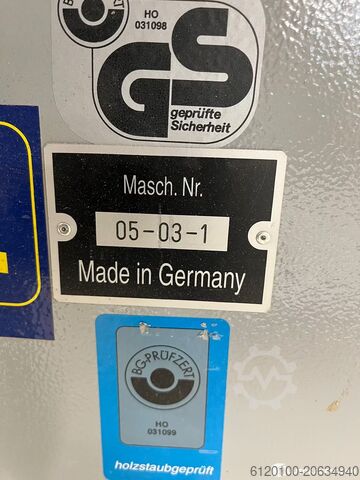 HO
031098
GS
geprüfte
Sicherheit
Masch. Nr.
05-03-1
Made in Germany
BG-PRÜFZERT
HO
031099
holzstaubgeprüft
6120100-20634940